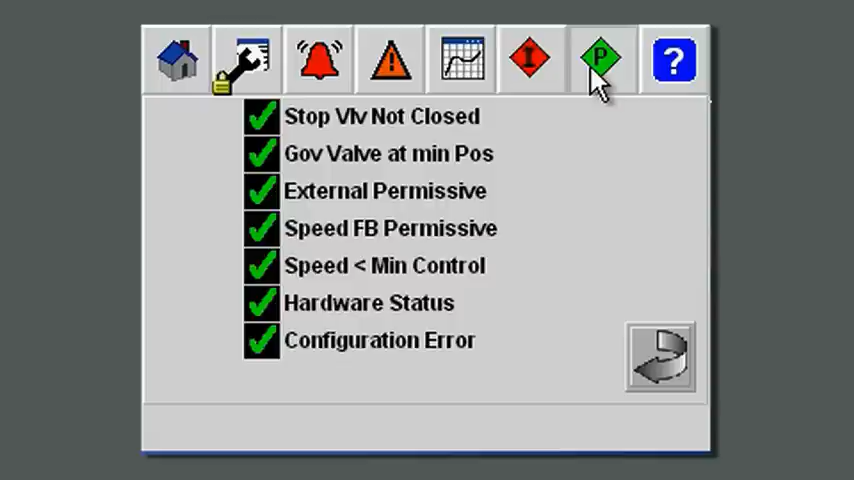 I
P
?
Stop Vlv Not Closed
Gov Valve at min Pos
External Permissive
Speed FB Permissive
Speed < Min Control
Hardware Status
Configuration Error